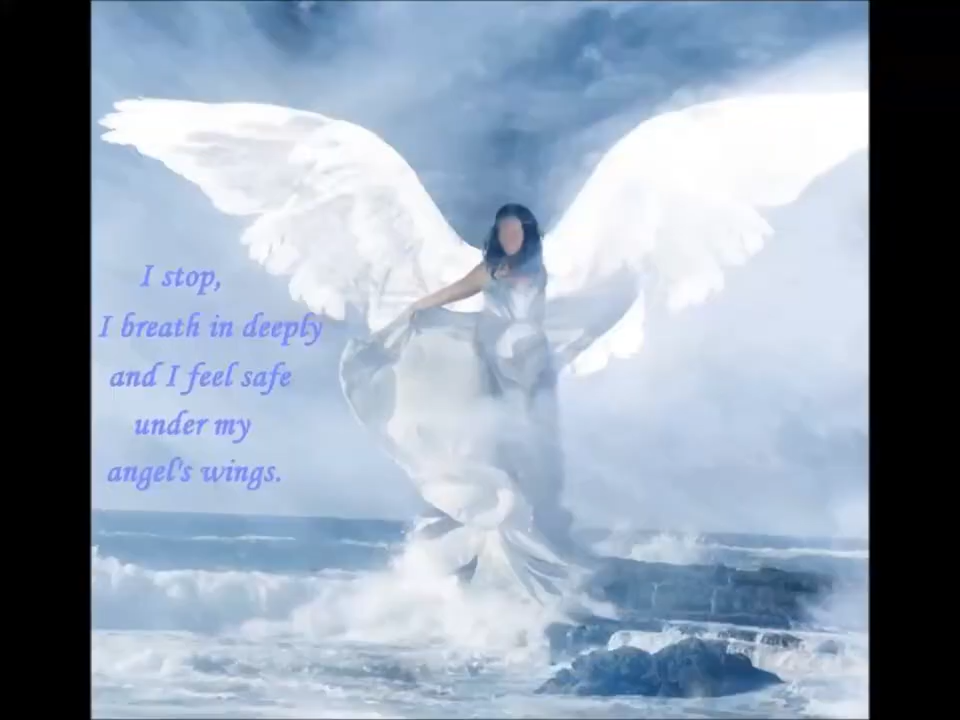 I stop,
I breath in deeply
and I feel safe
under my
angel's wings.